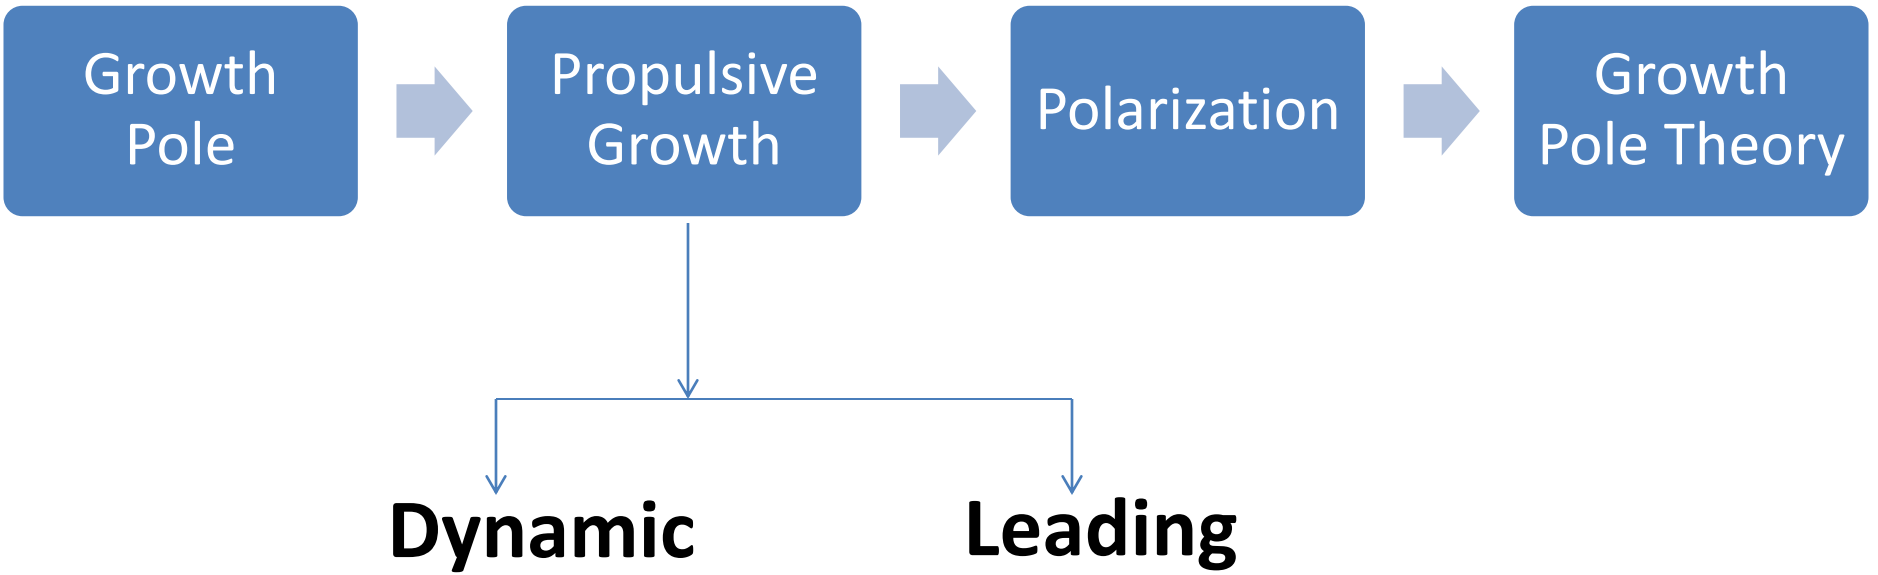 Growth
Pole
Propulsive
Growth
Polarization
Growth
Pole Theory
Dynamic
Leading